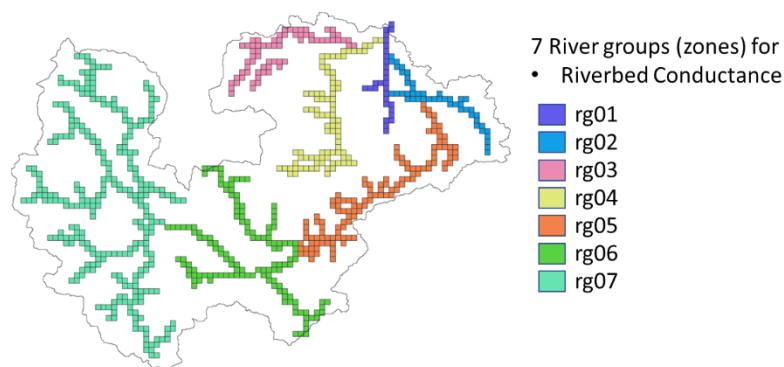 7 River groups (zones) for
• Riverbed Conductance
rg01
rg02
rg03
rg04
rg05
rg06
rg07